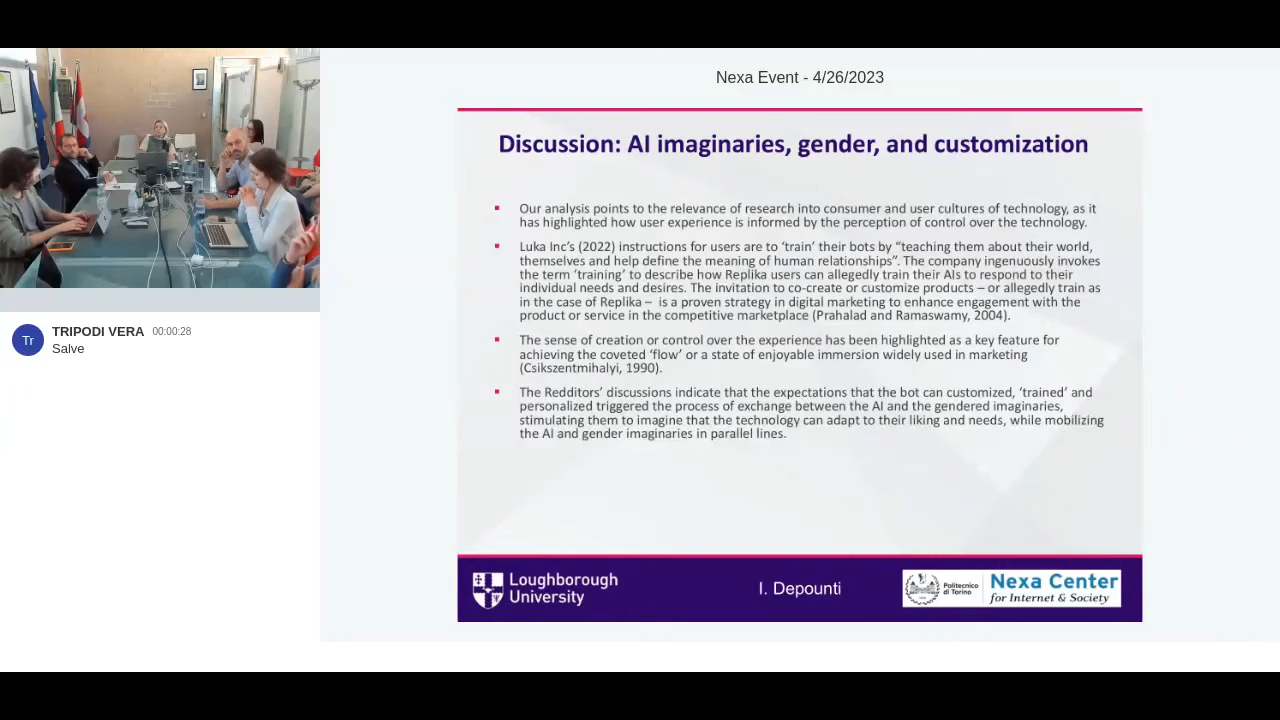 Nexa Event - 4/26/2023
Discussion: AI imaginaries, gender, and customization
Our analysis points to the relevance of research into consumer and user cultures of technology, as it
has highlighted how user experience is informed by the perception of control over the technology.
Luka Inc's (2022) instructions for users are to 'train' their bots by "teaching them about their world,
themselves and help define the meaning of human relationships". The company ingenuously invokes
the term 'training' to describe how Replika users can allegedly train their AIs to respond to their
individual needs and desires. The invitation to co-create or customize products – or allegedly train as
in the case of Replika – is a proven strategy in digital marketing to enhance engagement with the
product or service in the competitive marketplace (Prahalad and Ramaswamy, 2004).
The sense of creation or control over the experience has been highlighted as a key feature for
achieving the coveted 'flow' or a state of enjoyable immersion widely used in marketing
(Csikszentmihalyi, 1990).
The Redditors' discussions indicate that the expectations that the bot can customized, 'trained' and
personalized triggered the process of exchange between the AI and the gendered imaginaries,
stimulating them to imagine that the technology can adapt to their liking and needs, while mobilizing
the AI and gender imaginaries in parallel lines.
Loughborough
University
I. Depounti
Politecnico
di Torino
Nexa Center
for Internet & Society
Tr
TRIPODI VERA 00:00:28
Salve